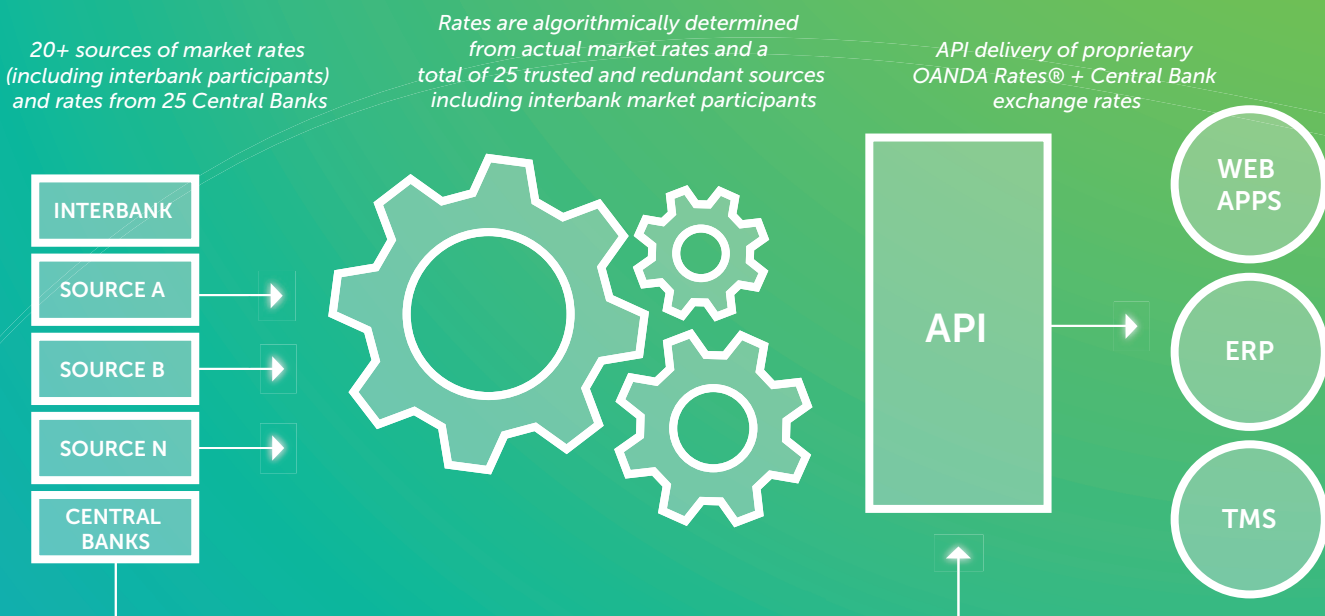 20+ sources of market rates
(including interbank participants)
and rates from 25 Central Banks
Rates are algorithmically determined
from actual market rates and a
total of 25 trusted and redundant sources
including interbank market participants
API delivery of proprietary
OANDA Rates® + Central Bank
exchange rates
INTERBANK
SOURCE A
SOURCE B
SOURCE N
CENTRAL
BANKS
API
WEB
APPS
ERP
TMS